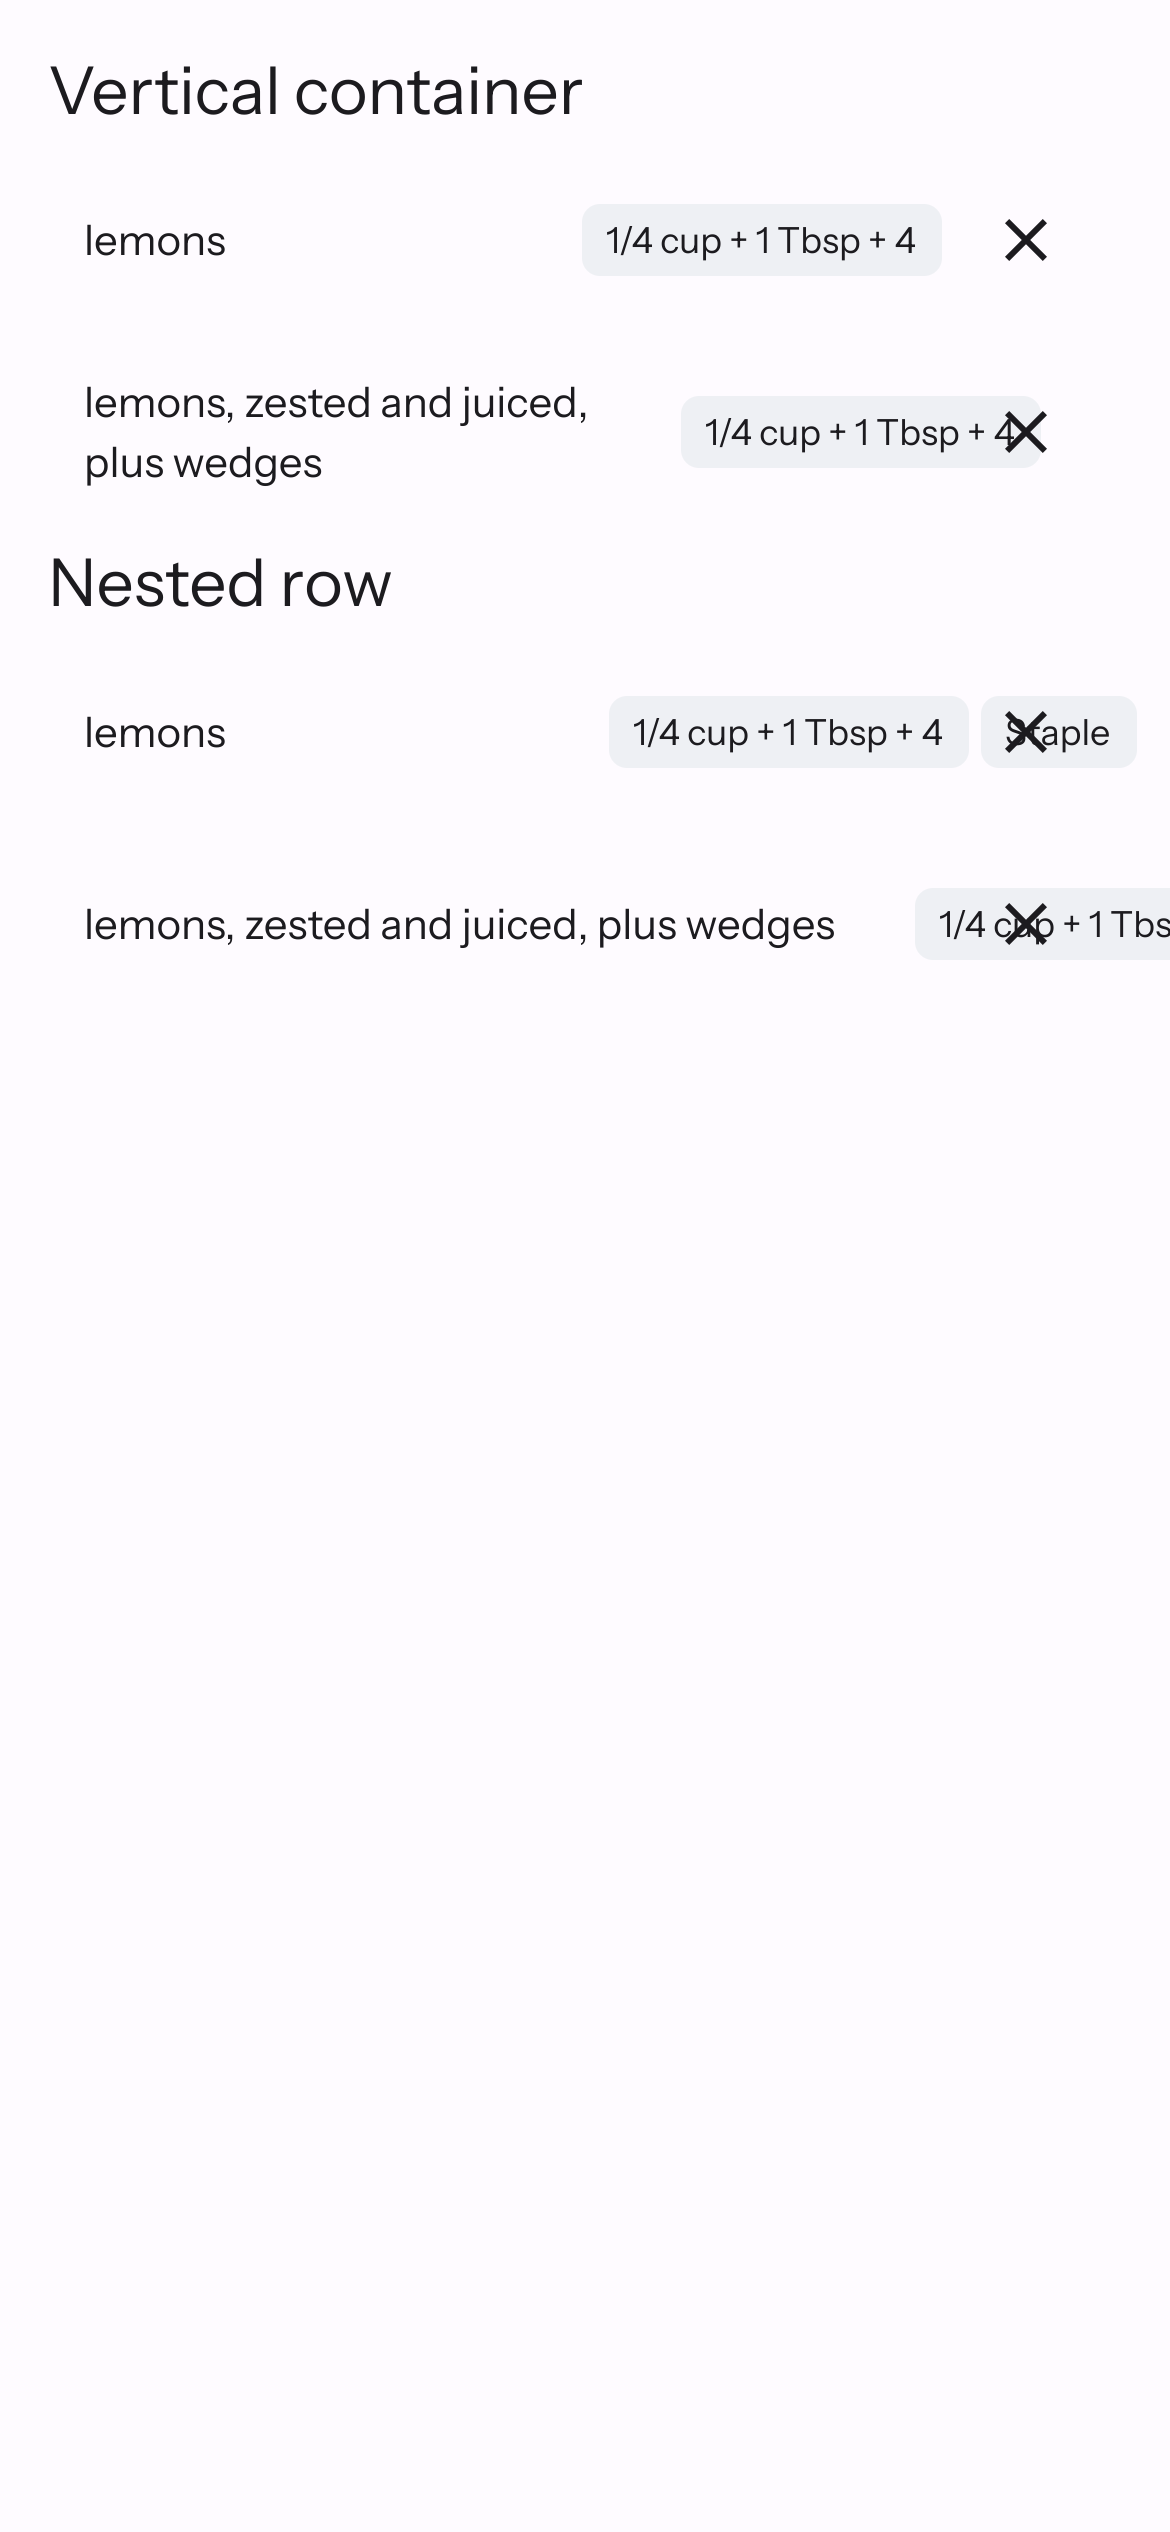 Vertical container
lemons 1/4 cup + 1 Tbsp + 4
lemons, zested and juiced,
plus wedges 1/4 cup + 1 Tbsp + 4
Nested row
lemons 1/4 cup + 1 Tbsp + 4 Staple
lemons, zested and juiced, plus wedges 1/4 cup + 1 Tbs